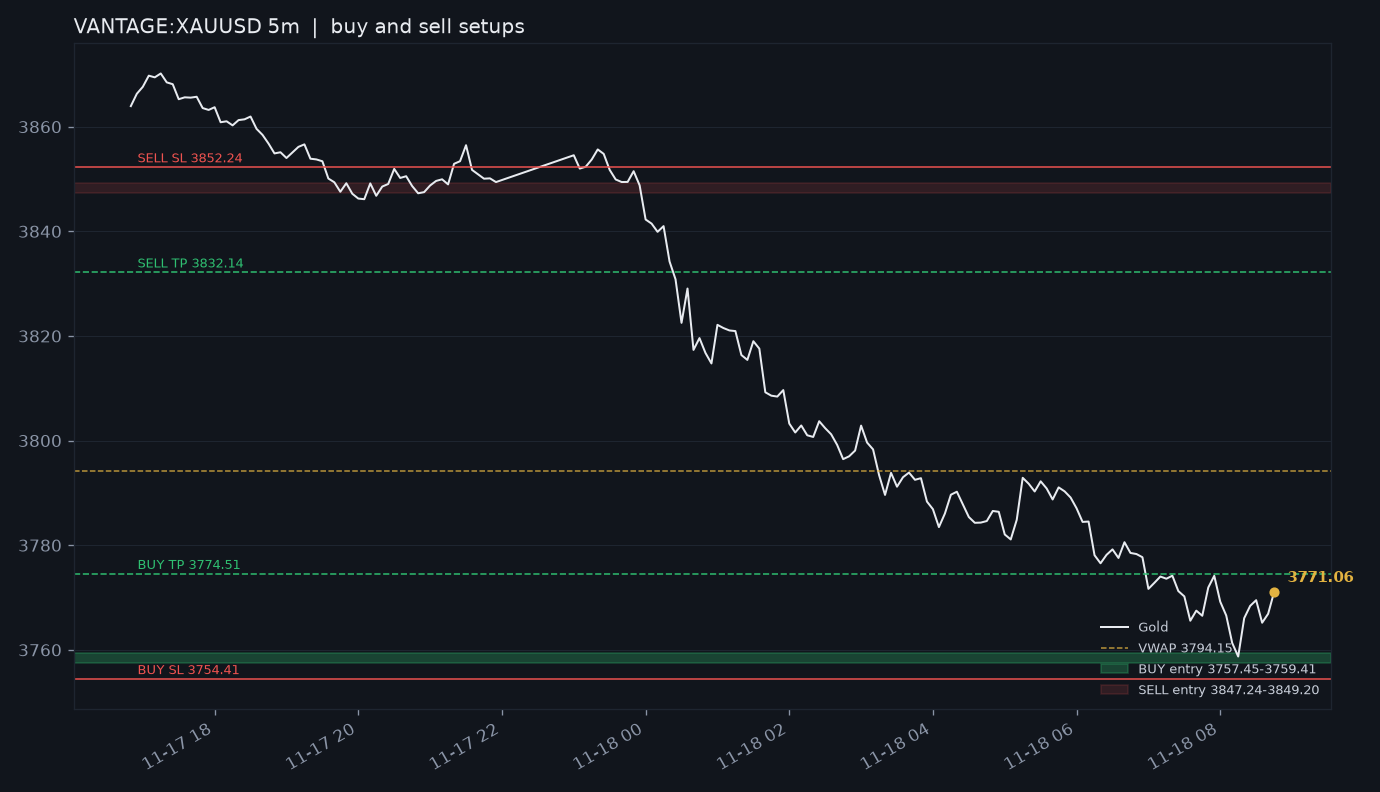 VANTAGE:XAUUSD 5m | buy and sell setups
3860
SELL SL 3852.24
3840
SELL TP 3832.14
3820
3800
3780
BUY TP 3774.51
3771.06
3760
BUY SL 3754.41
Gold
VWAP 3794.15
BUY entry 3757.45-3759.41
SELL entry 3847.24-3849.20
11-17 18
11-17 20
11-17 22
11-18 00
11-18 02
11-18 04
11-18 06
11-18 08